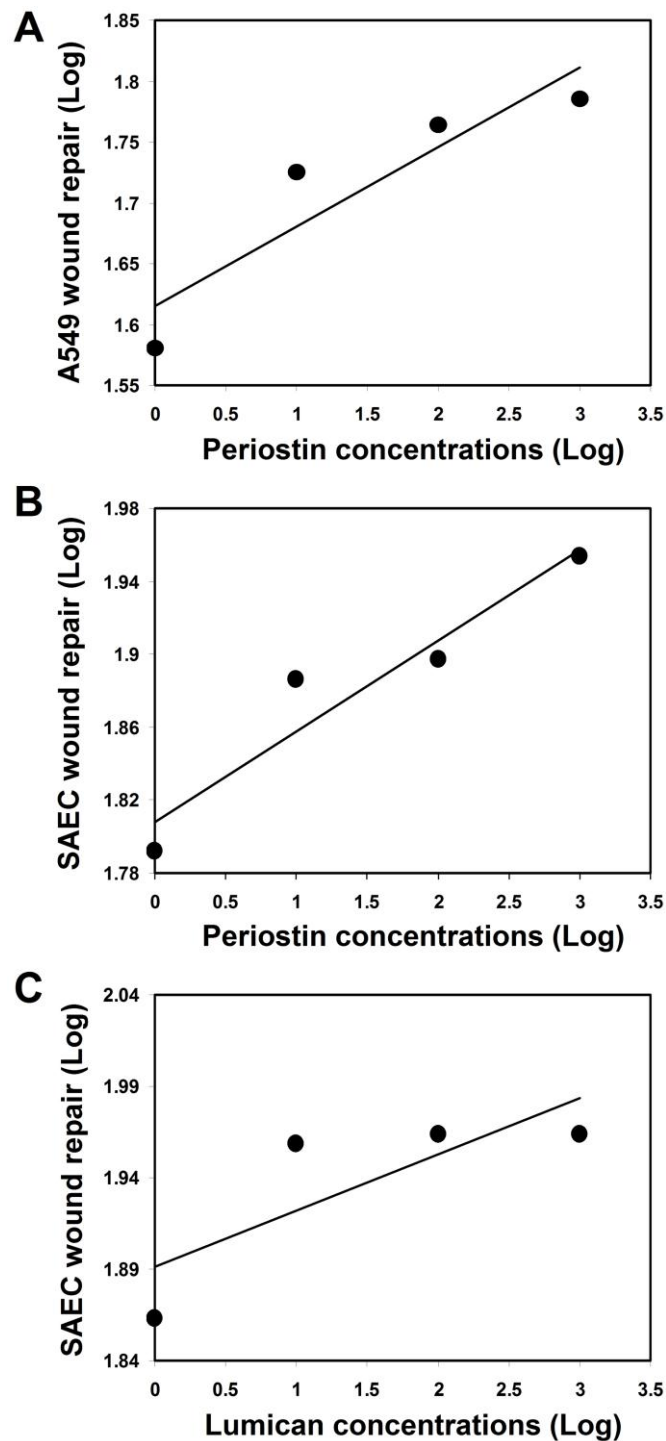 A
A549 wound repair (Log)
1.85
1.8
1.75
1.7
1.65
1.6
1.55
0 0.5 1 1.5 2 2.5 3 3.5
Periostin concentrations (Log)
B
SAEC wound repair (Log)
1.98
1.94
1.9
1.86
1.82
1.78
0 0.5 1 1.5 2 2.5 3 3.5
Periostin concentrations (Log)
C
SAEC wound repair (Log)
2.04
1.99
1.94
1.89
1.84
0 0.5 1 1.5 2 2.5 3 3.5
Lumican concentrations (Log)